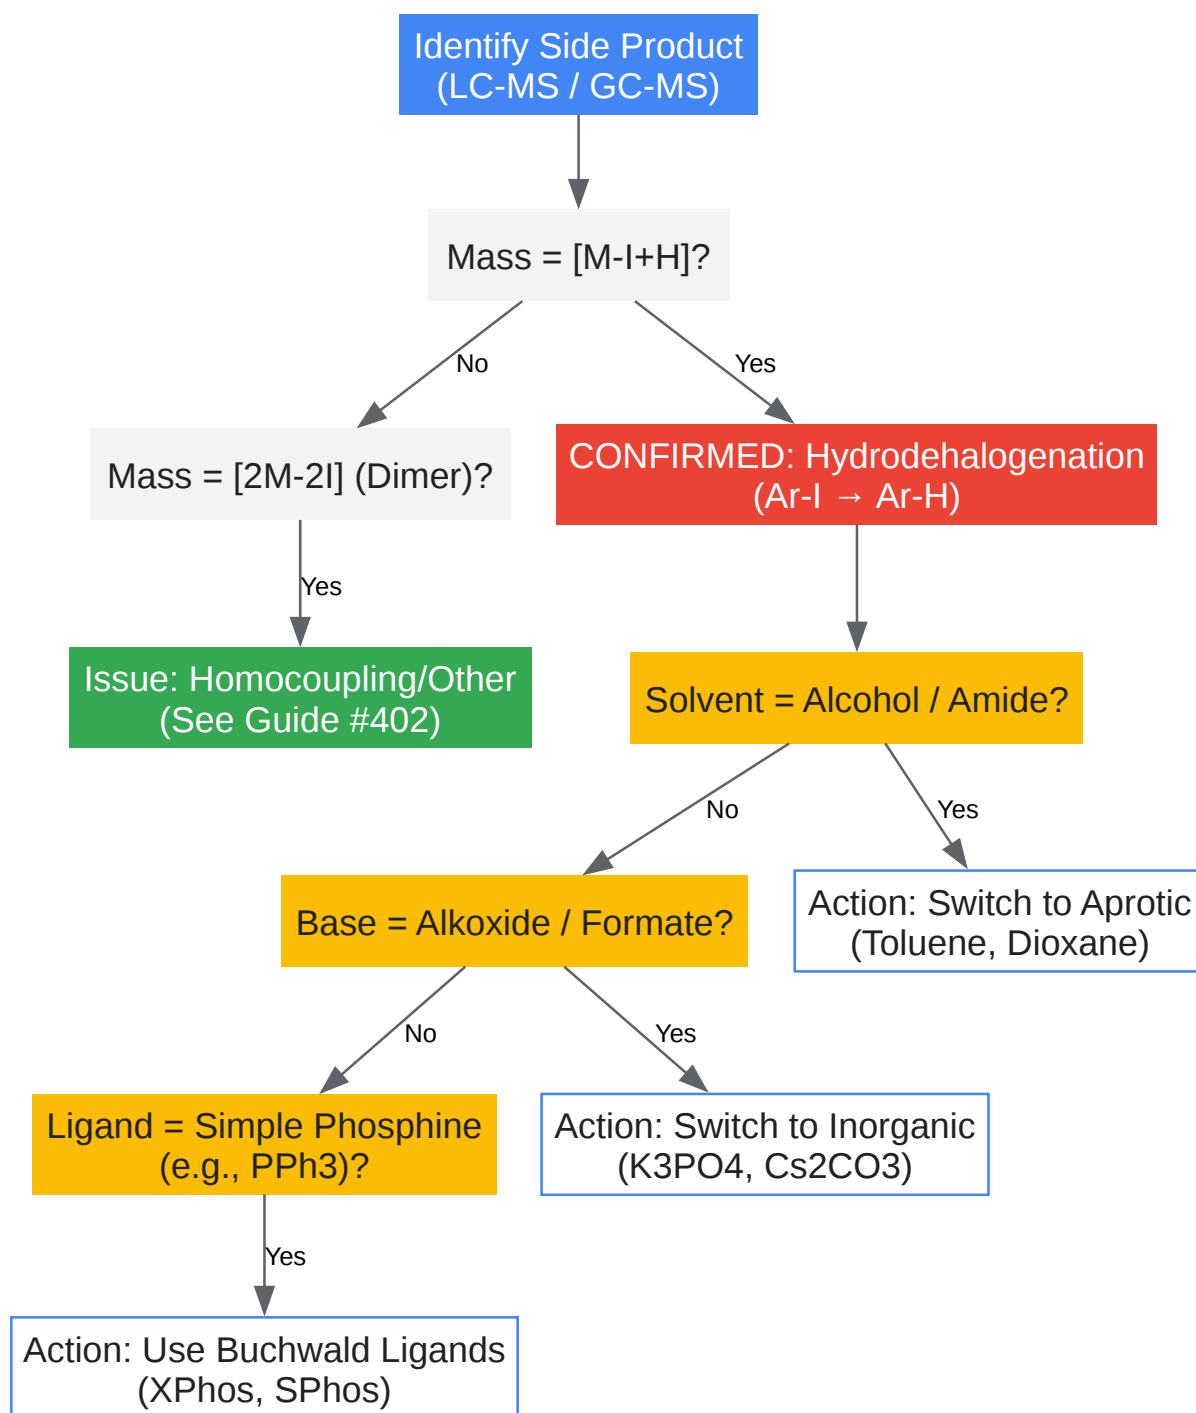 Identify Side Product
(LC-MS / GC-MS)
Mass = [M-I+H]?
No
Yes
Mass = [2M-2I] (Dimer)?
CONFIRMED: Hydrodehalogenation
(Ar-I → Ar-H)
Yes
Issue: Homocoupling/Other
(See Guide #402)
Solvent = Alcohol / Amide?
No
Yes
Base = Alkoxide / Formate?
Action: Switch to Aprotic
(Toluene, Dioxane)
No
Yes
Ligand = Simple Phosphine
(e.g., PPh3)?
Action: Switch to Inorganic
(K3PO4, Cs2CO3)
Yes
Action: Use Buchwald Ligands
(XPhos, SPhos)